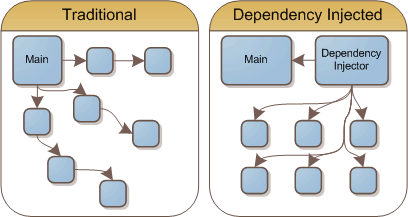 Traditional
Main
Dependency Injected
Main
Dependency
Injector